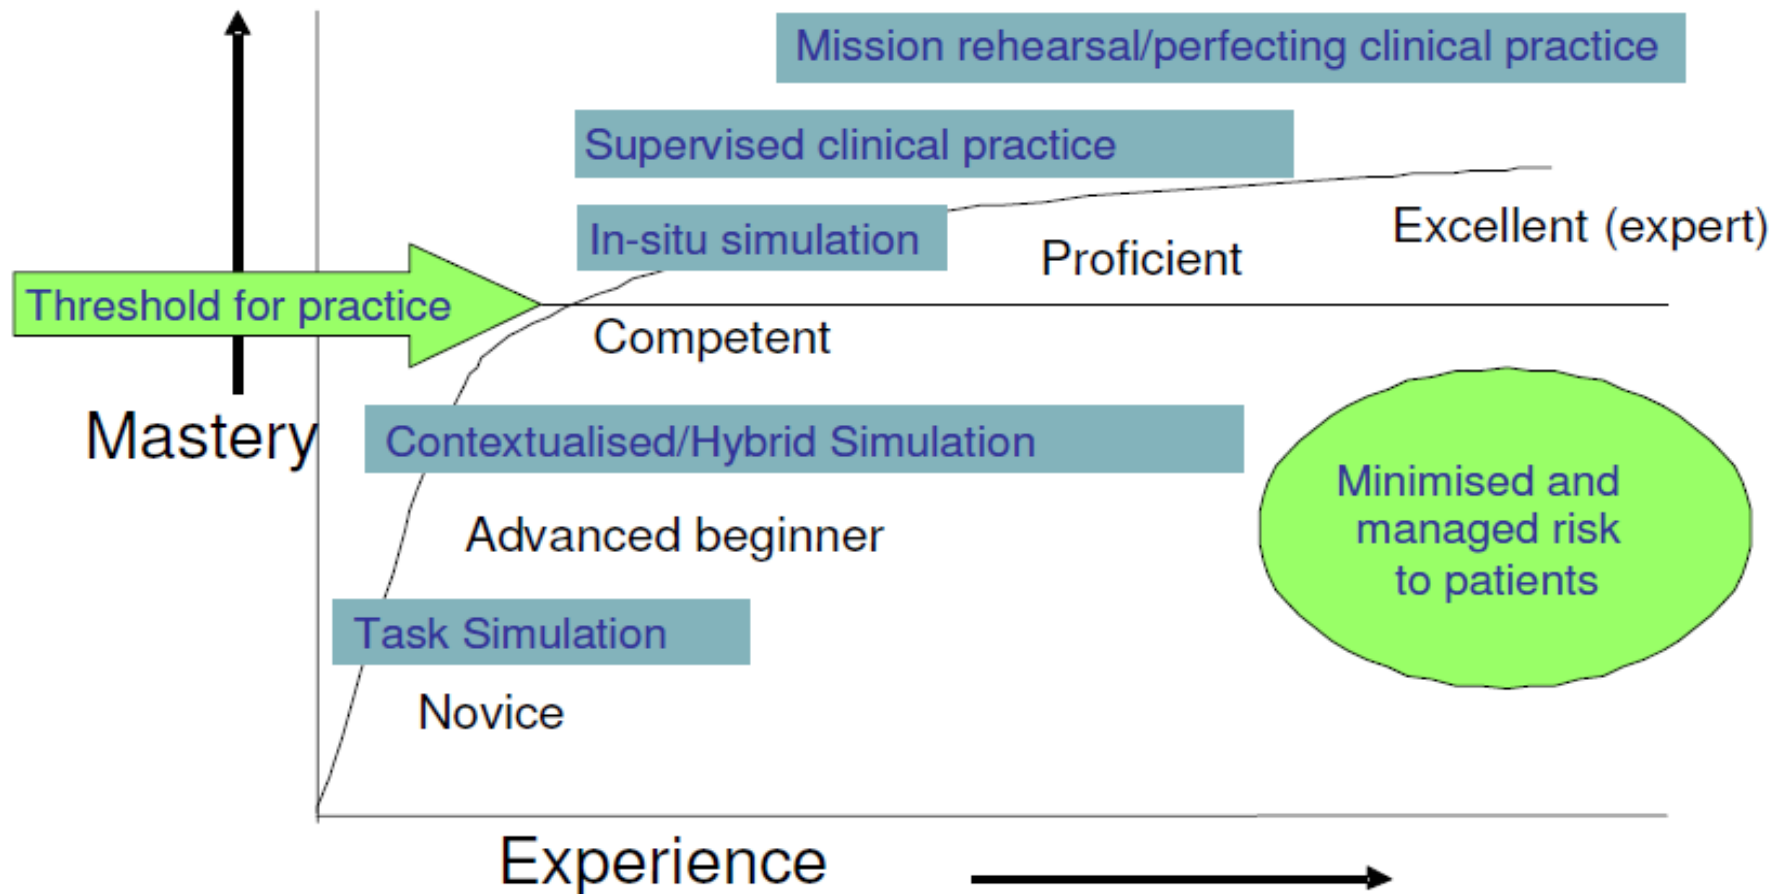 Mission rehearsal/perfecting clinical practice
Supervised clinical practice
In-situ simulation
Excellent (expert)
Proficient
Threshold for practice
Competent
Mastery
Contextualised/Hybrid Simulation
Minimised and
managed risk
to patients
Advanced beginner
Task Simulation
Novice
Experience